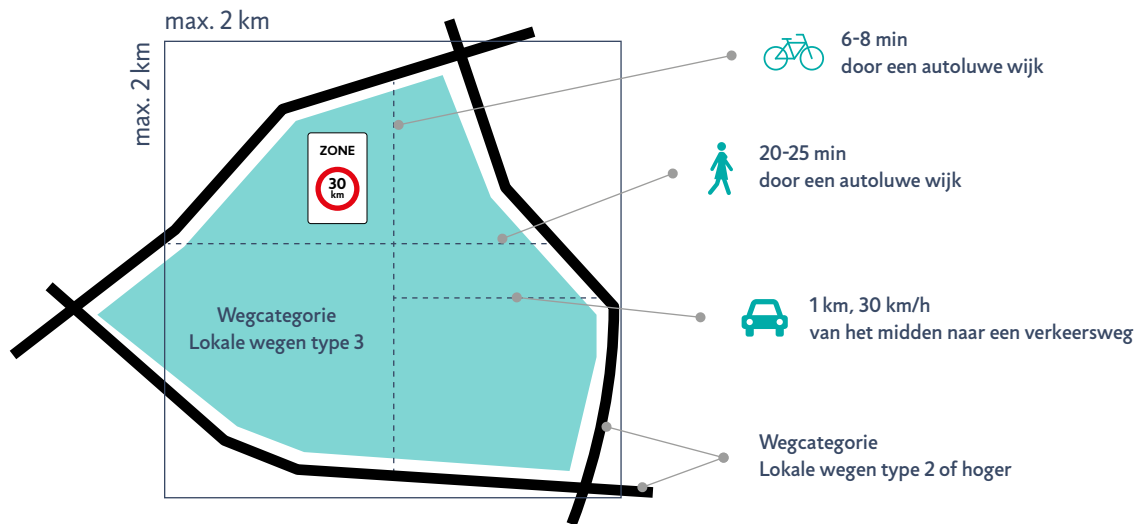 max. 2 km
max. 2 km
6-8 min
door een autoluwe wijk
ZONE
30
km
20-25 min
door een autoluwe wijk
Wegcategorie
Lokale wegen type 3
1 km, 30 km/h
van het midden naar een verkeersweg
Wegcategorie
Lokale wegen type 2 of hoger